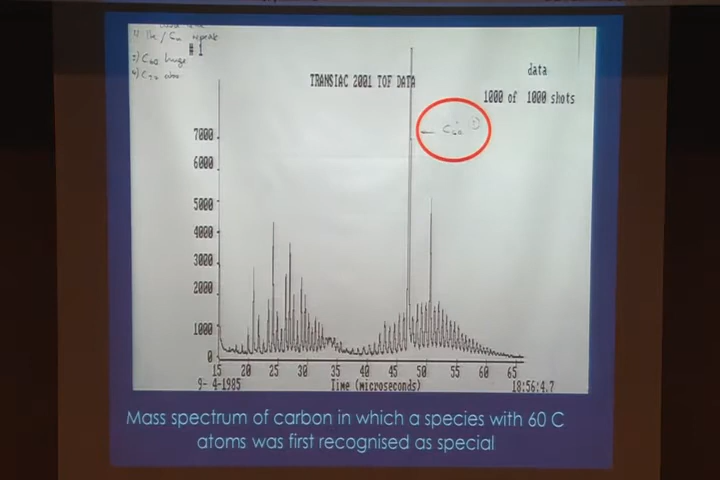 # 1
TRANSIAC 2001 TOF DATA
data
1000 of 1000 shots
C60
7000
6000
5000
4000
3000
2000
1000
0
15 20 25 30 35 40 45 50 55 60 65
9- 4-1985 Time (microseconds) 18:56:4.7
Mass spectrum of carbon in which a species with 60 C
atoms was first recognised as special